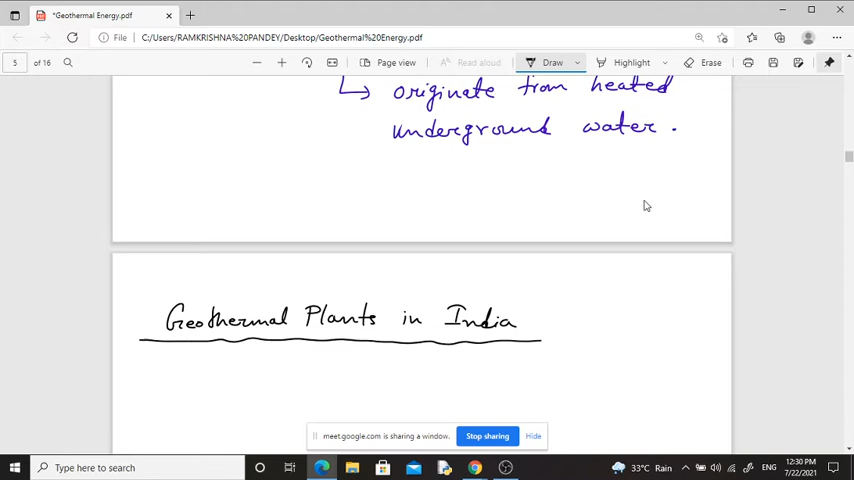 *Geothermal Energy.pdf
File
C:/Users/RAMKRISHNA%20PANDEY/Desktop/Geothermal%20Energy.pdf
5 of 16
Page view
Read aloud
Draw
Highlight
Erase
originate from heated
underground water.
Geothermal Plants in India
meet.google.com is sharing a window.
Stop sharing
Hide
Type here to search
33°C Rain
ENG
12:30 PM
7/22/2021